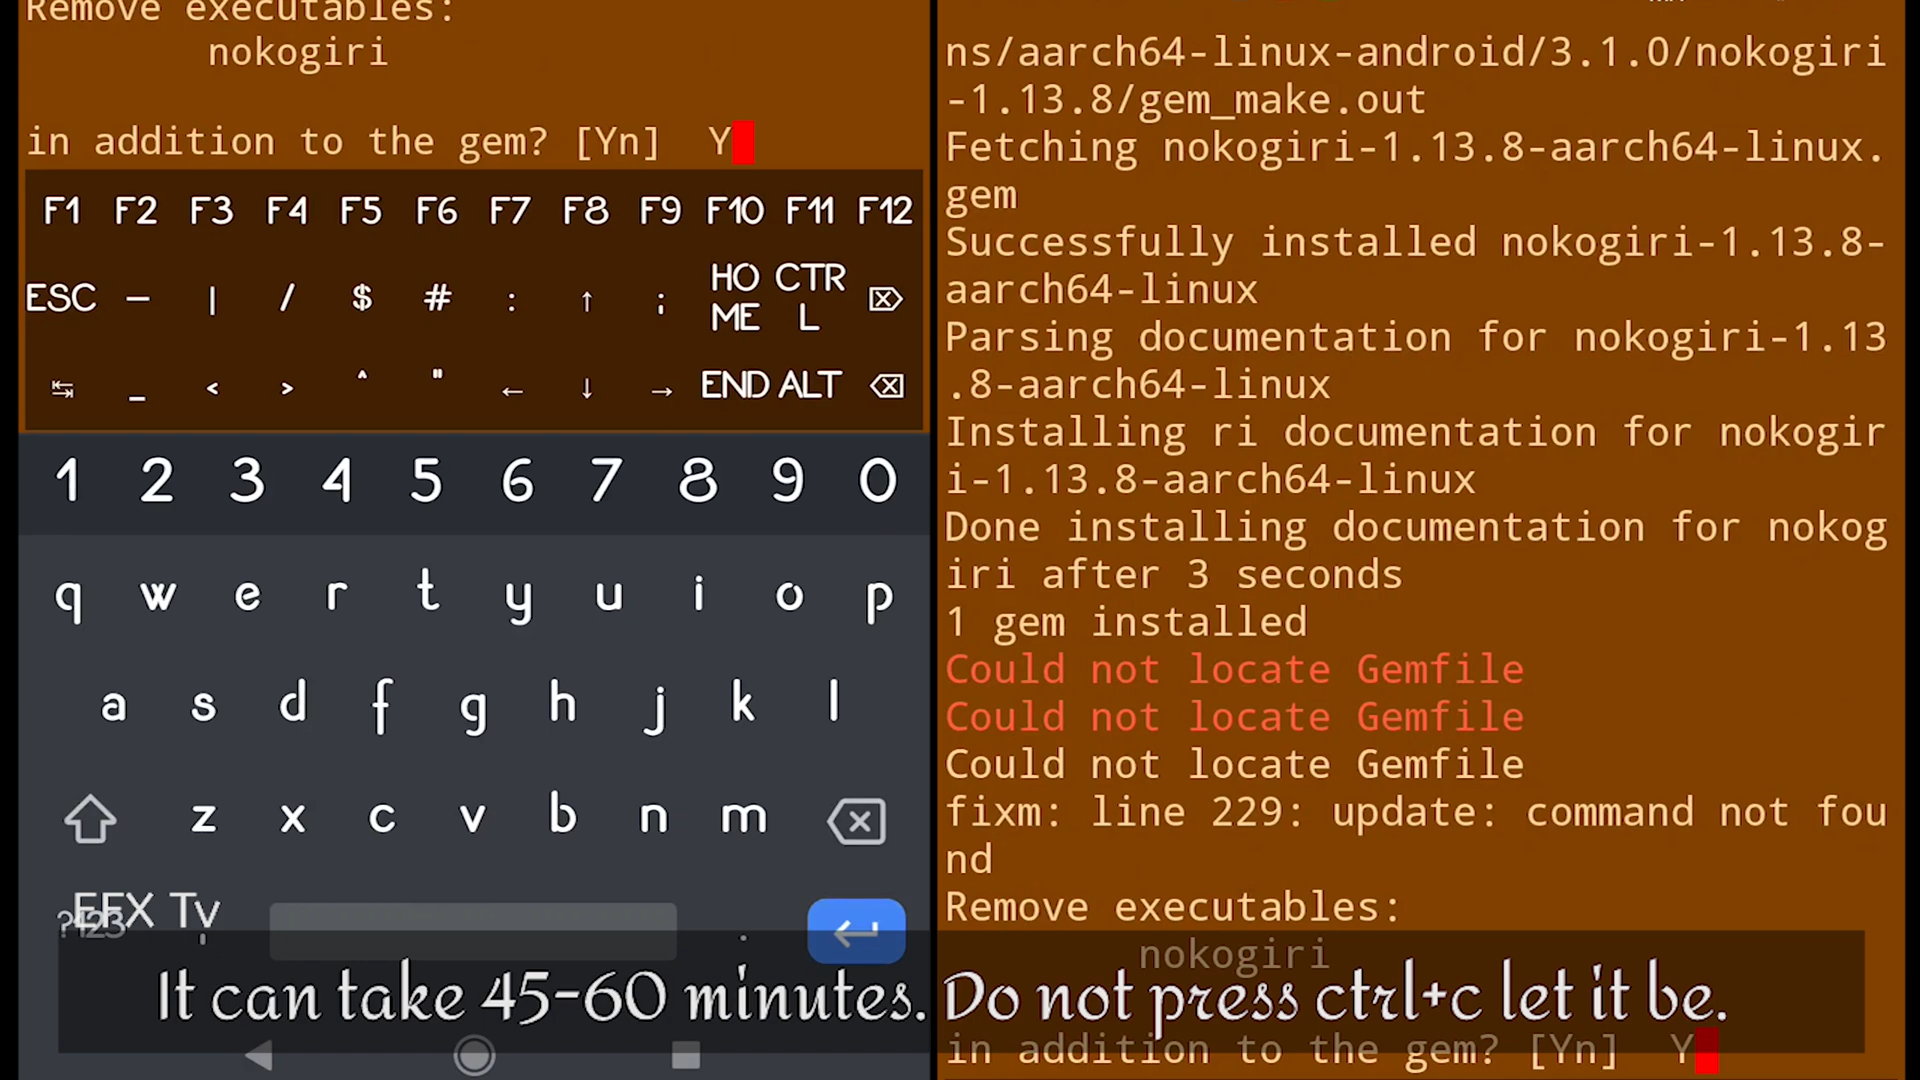 Remove executables:
nokogiri
in addition to the gem? [Yn] Y
F1 F2 F3 F4 F5 F6 F7 F8 F9 F10 F11 F12
ESC – | / $ # : ↑ ; HOME CTRL ⌦
↹ _ < > ^ " ← ↓ → END ALT ⌫
1 2 3 4 5 6 7 8 9 0
q w e r t y u i o p
a s d f g h j k l
z x c v b n m
?123 , .
EFX Tv
ns/aarch64-linux-android/3.1.0/nokogiri
-1.13.8/gem_make.out
Fetching nokogiri-1.13.8-aarch64-linux.
gem
Successfully installed nokogiri-1.13.8-
aarch64-linux
Parsing documentation for nokogiri-1.13
.8-aarch64-linux
Installing ri documentation for nokogir
i-1.13.8-aarch64-linux
Done installing documentation for nokog
iri after 3 seconds
1 gem installed
Could not locate Gemfile
Could not locate Gemfile
Could not locate Gemfile
fixm: line 229: update: command not fou
nd
Remove executables:
nokogiri
It can take 45-60 minutes. Do not press ctrl+c let it be.
in addition to the gem? [Yn] Y